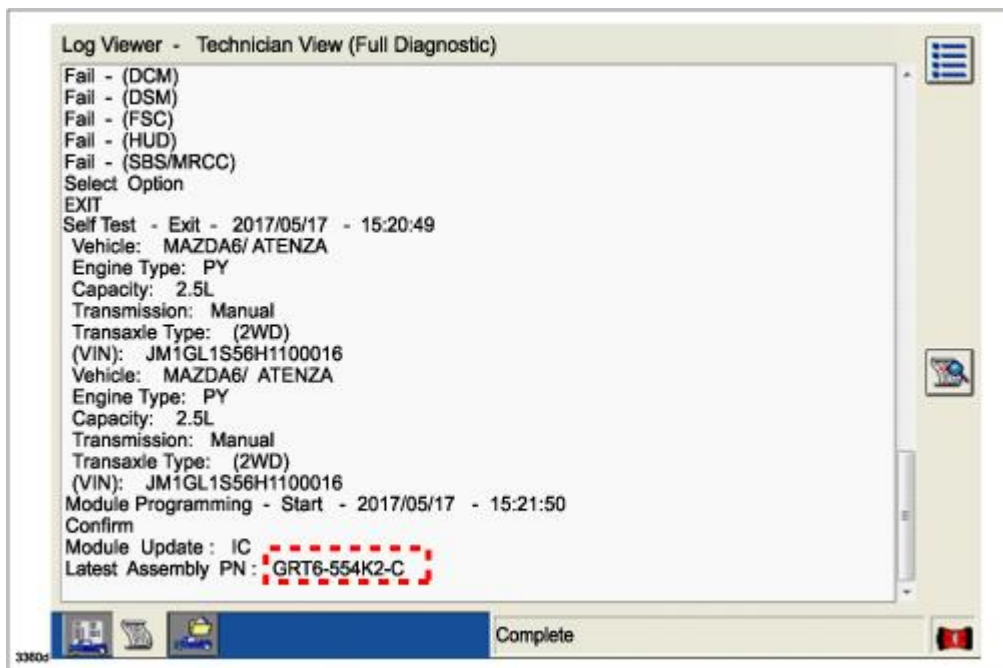 Log Viewer - Technician View (Full Diagnostic)
Fail - (DCM)
Fail - (DSM)
Fail - (FSC)
Fail - (HUD)
Fail - (SBS/MRCC)
Select Option
EXIT
Self Test - Exit - 2017/05/17 - 15:20:49
Vehicle: MAZDA6/ ATENZA
Engine Type: PY
Capacity: 2.5L
Transmission: Manual
Transaxle Type: (2WD)
(VIN): JM1GL1S56H1100016
Vehicle: MAZDA6/ ATENZA
Engine Type: PY
Capacity: 2.5L
Transmission: Manual
Transaxle Type: (2WD)
(VIN): JM1GL1S56H1100016
Module Programming - Start - 2017/05/17 - 15:21:50
Confirm
Module Update : IC
Latest Assembly PN : GRT6-554K2-C
Complete